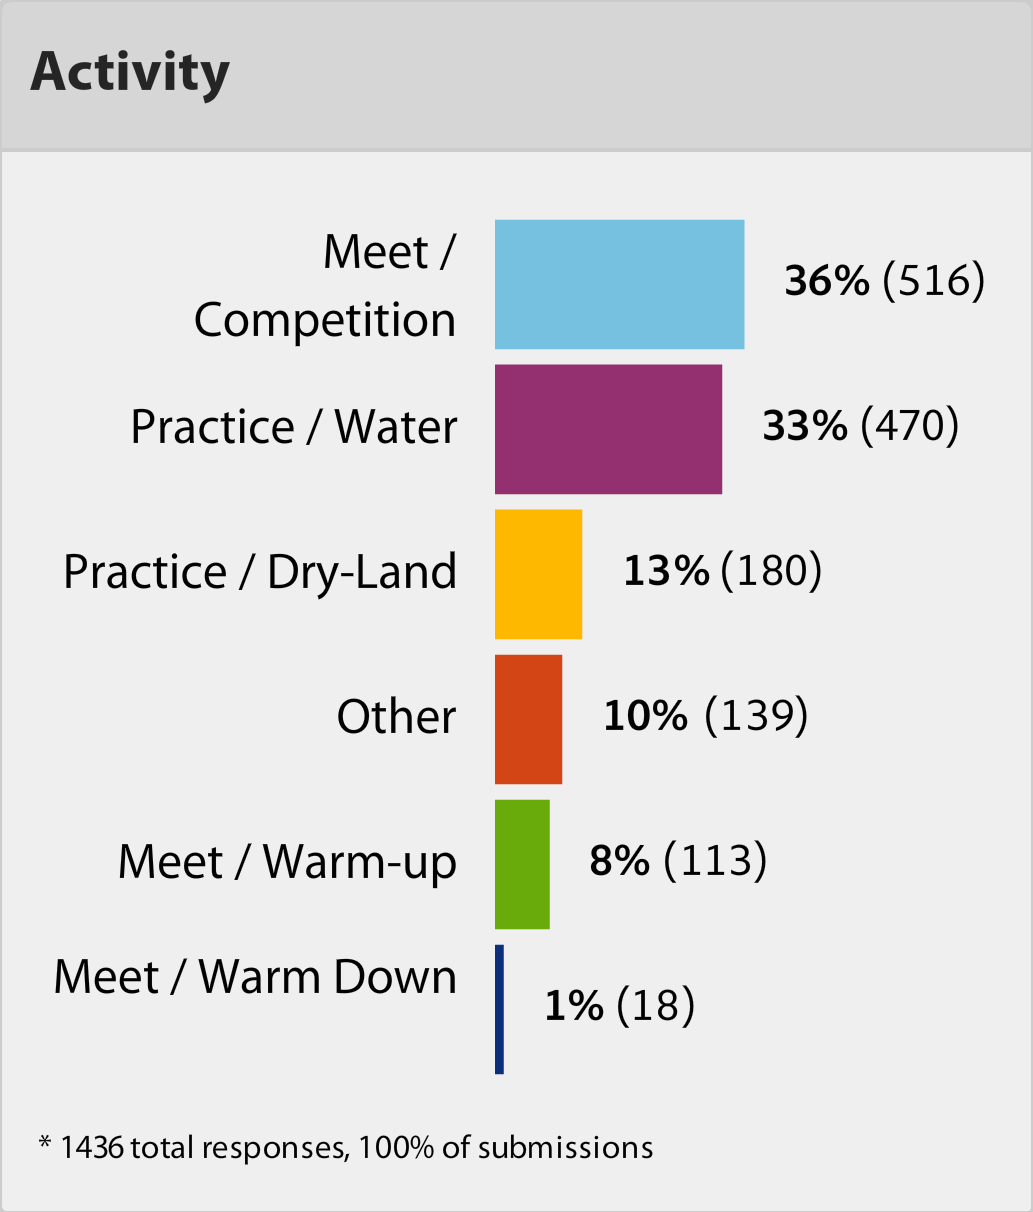 Activity
Meet /
Competition
36% (516)
Practice / Water
33% (470)
Practice / Dry-Land
13% (180)
Other
10% (139)
Meet / Warm-up
8% (113)
Meet / Warm Down
1% (18)
* 1436 total responses, 100% of submissions